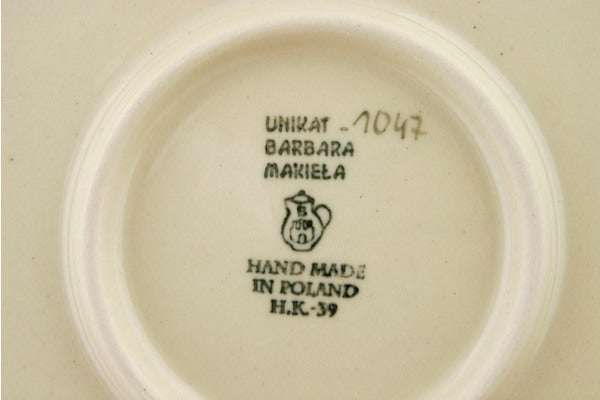 UNIKAT - 1047
BARBARA
MAKIEŁA
HAND MADE
IN POLAND
H.K.-39